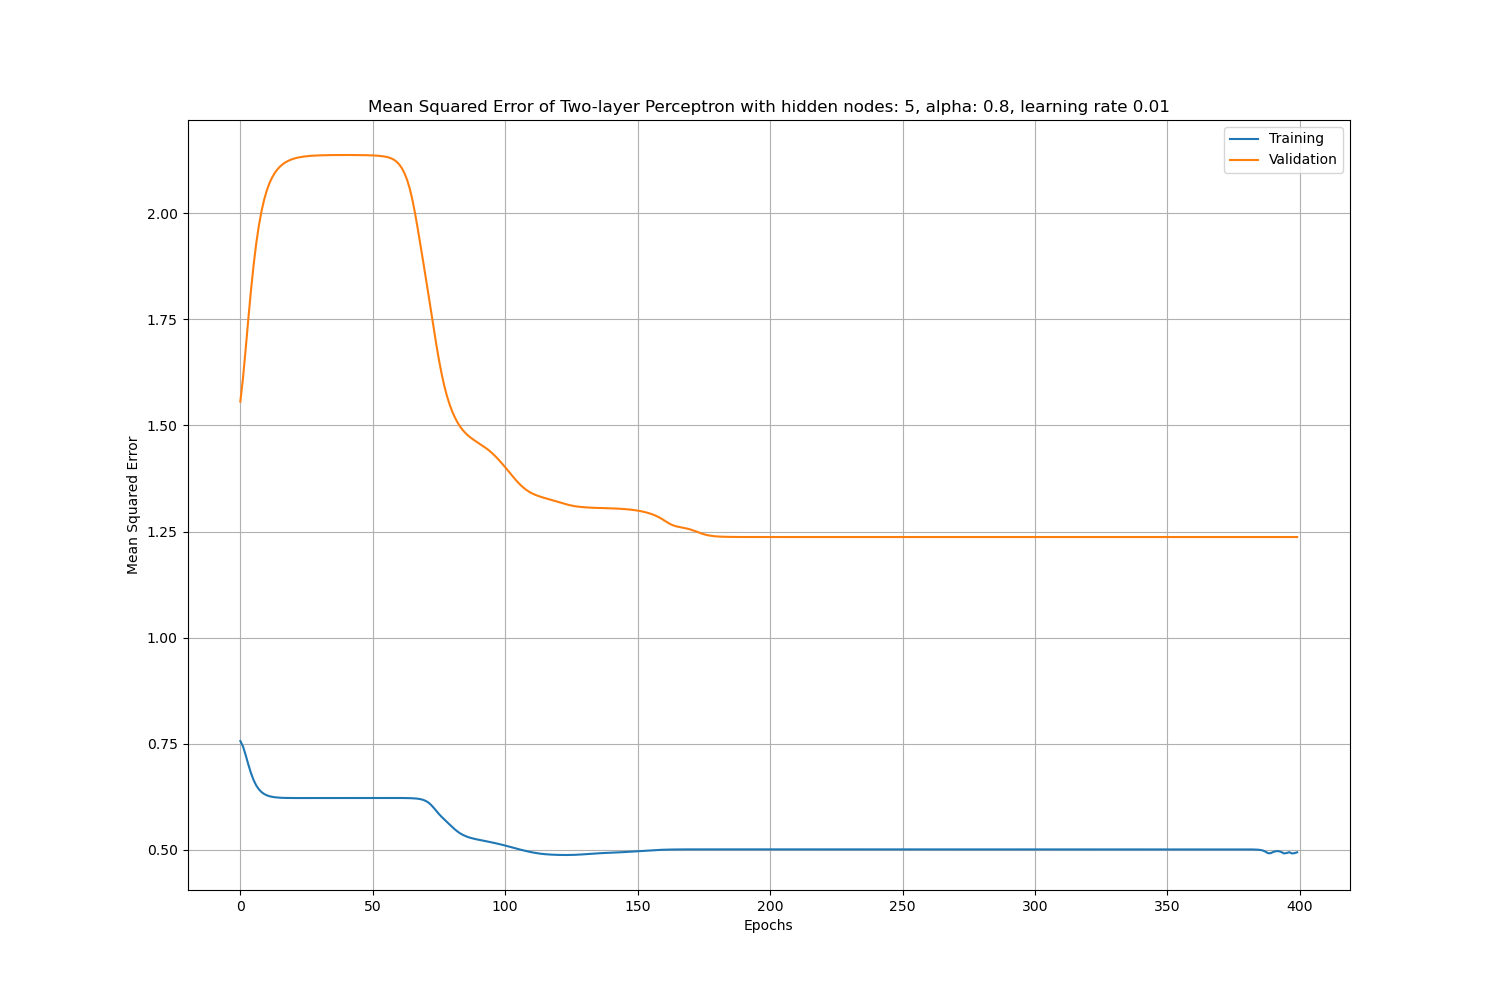 Mean Squared Error of Two-layer Perceptron with hidden nodes: 5, alpha: 0.8, learning rate 0.01
Training
Validation
2.00
1.75
1.50
1.25
1.00
0.75
0.50
Mean Squared Error
0 50 100 150 200 250 300 350 400
Epochs